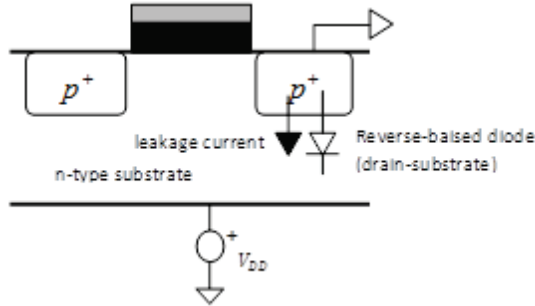 p+ p+
leakage current
Reverse-baised diode
(drain-substrate)
n-type substrate
+
VDD